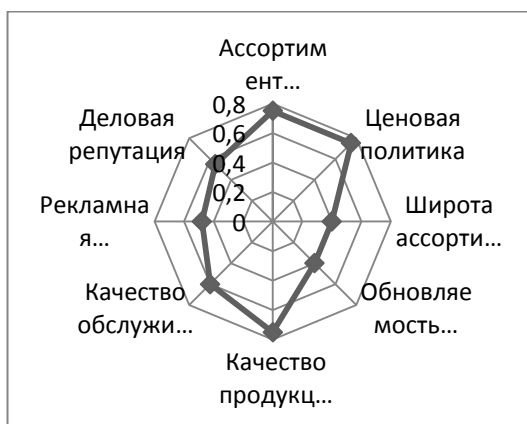 Ассортим
ент...
0,8
0,6
0,4
0,2
0
Ценовая
политика
Широта
ассорти...
Обновляе
мость...
Качество
продукц...
Качество
обслужи...
Рекламна
я...
Деловая
репутация